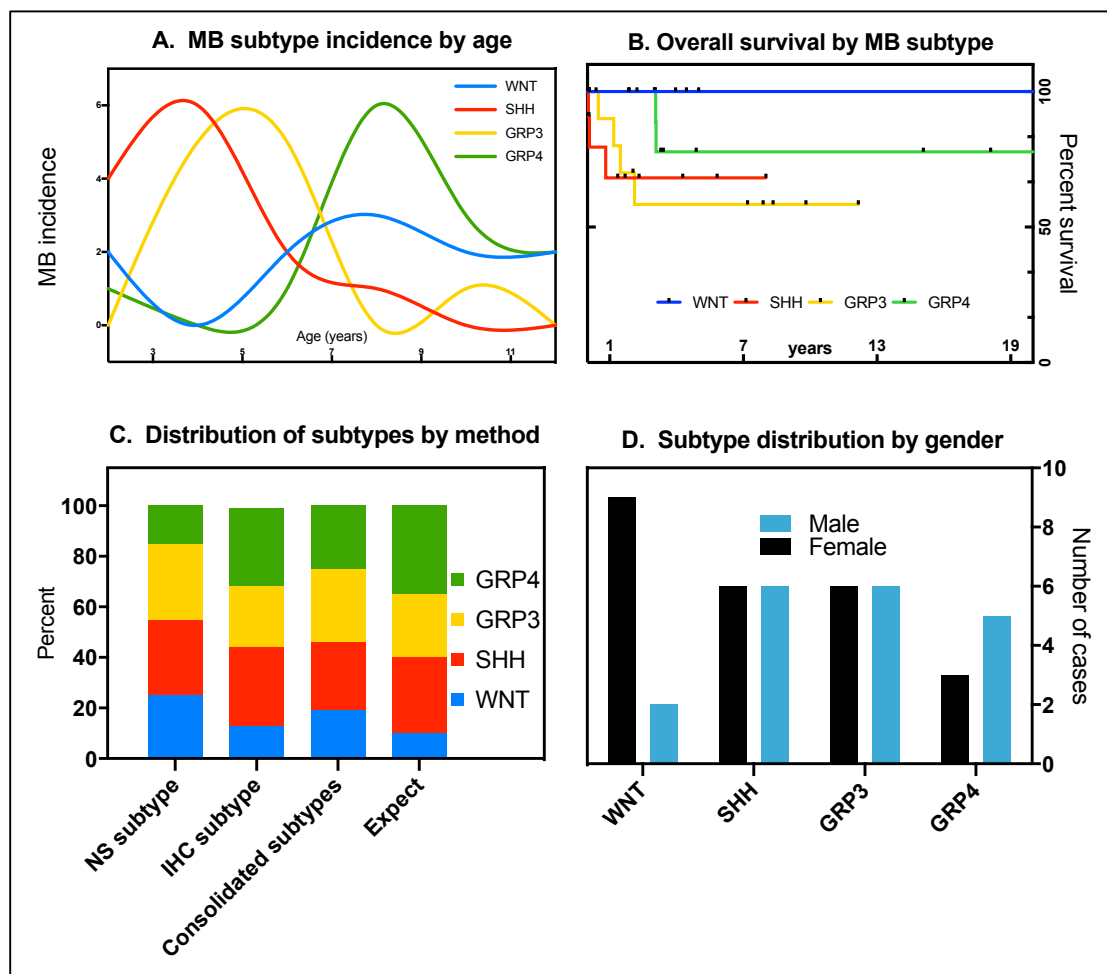 A. MB subtype incidence by age
MB incidence
6
4
2
0
WNT
SHH
GRP3
GRP4
Age (years)
3 5 7 9 11
B. Overall survival by MB subtype
100
50
0
Percent survival
WNT SHH GRP3 GRP4
1 7 years 13 19
C. Distribution of subtypes by method
Percent
100
80
60
40
20
0
GRP4
GRP3
SHH
WNT
NS subtype
IHC subtype
Consolidated subtypes
Expect
D. Subtype distribution by gender
Male
Female
10
8
6
4
2
0
Number of cases
WNT
SHH
GRP3
GRP4